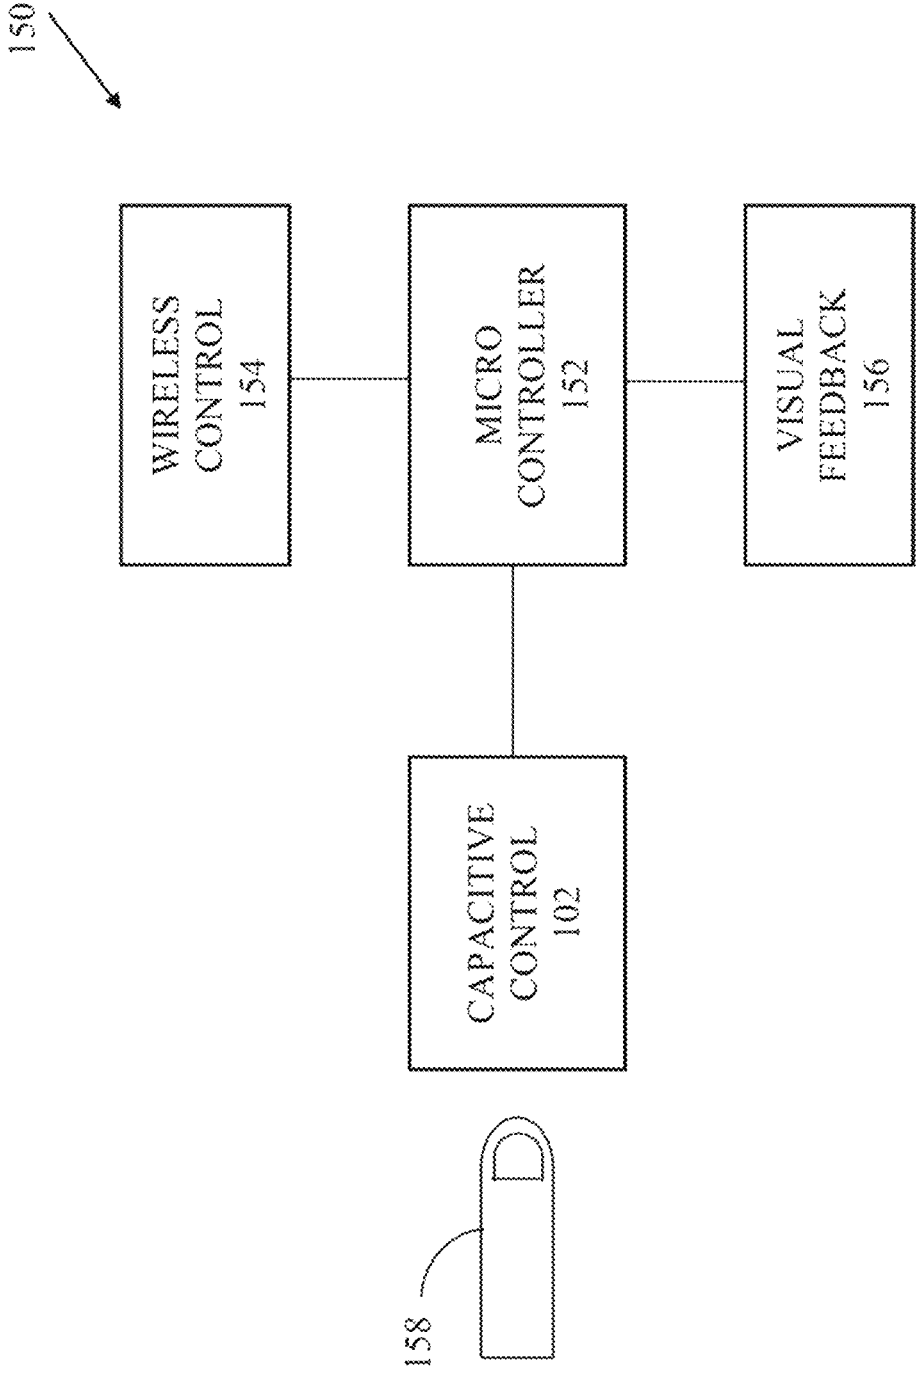 150
WIRELESS
CONTROL
154
MICRO
CONTROLLER
152
VISUAL
FEEDBACK
156
CAPACITIVE
CONTROL
102
158